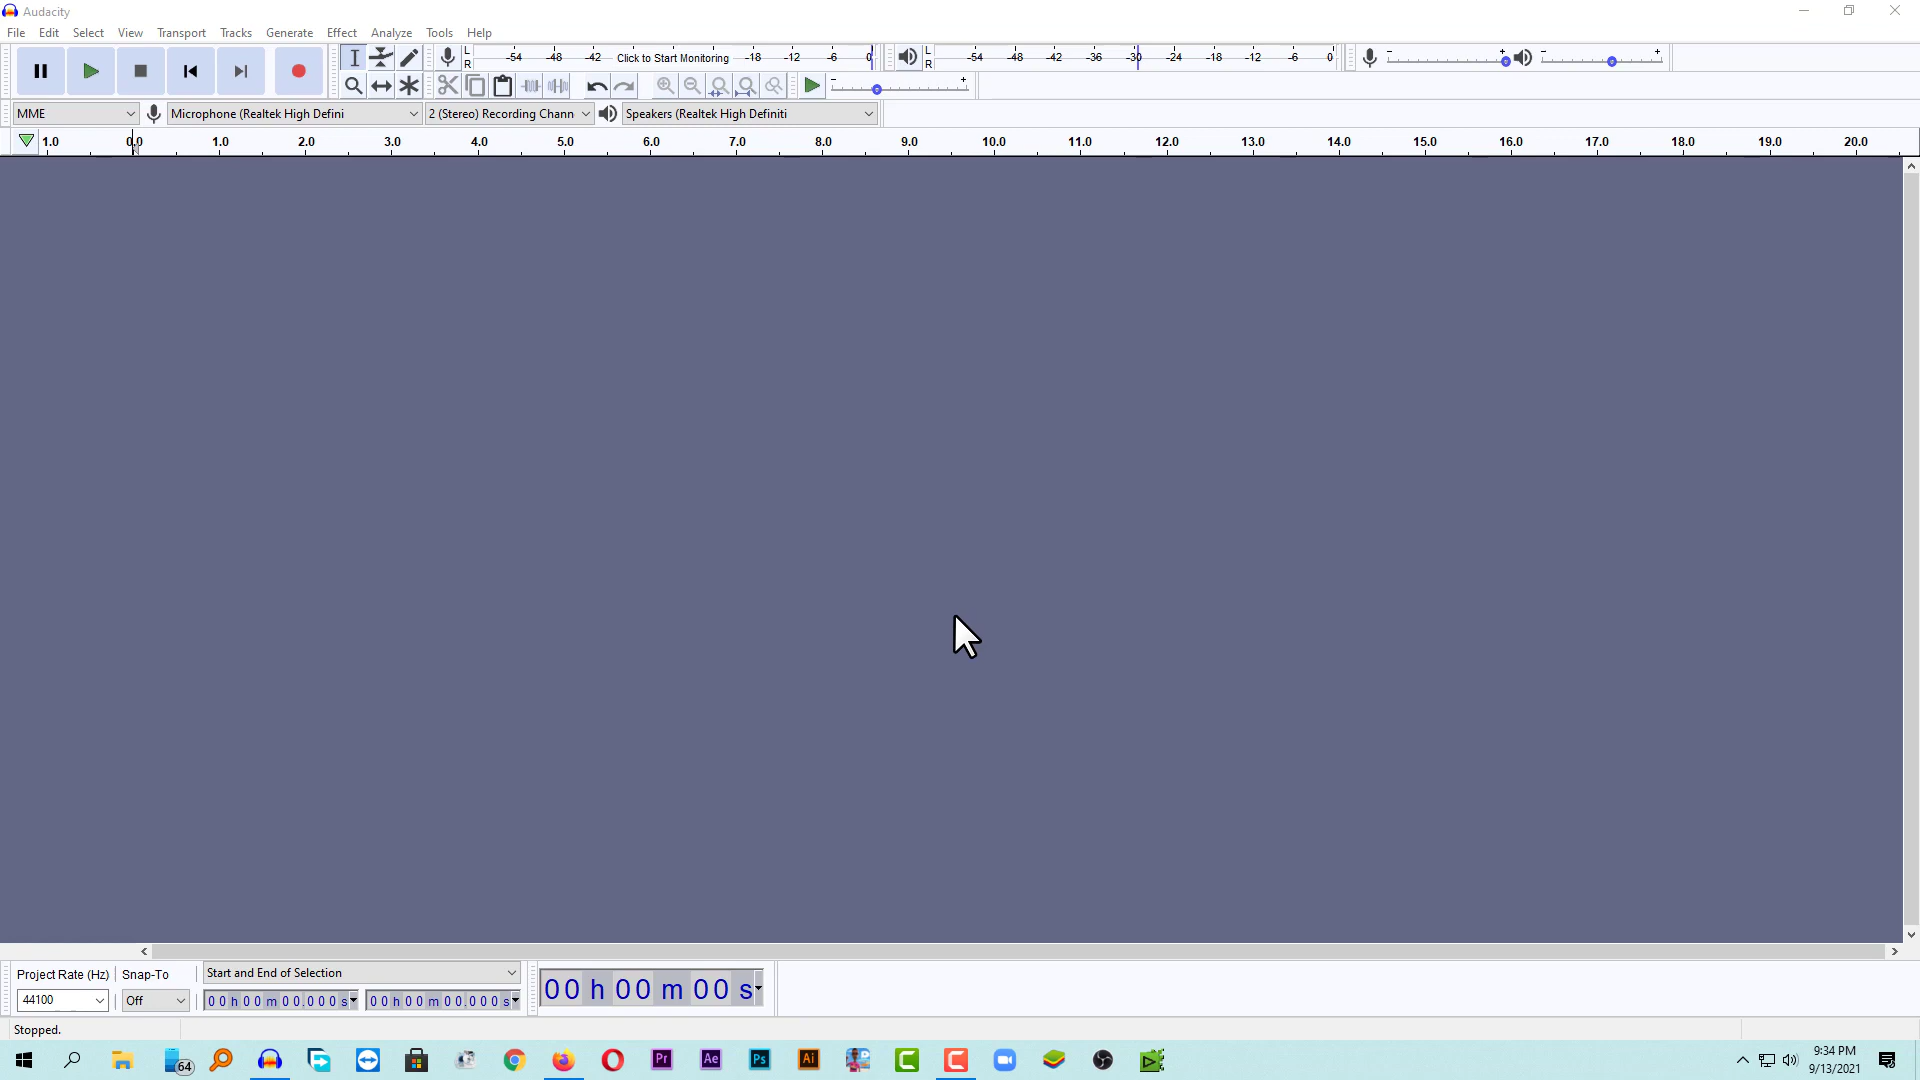 Audacity
File Edit Select View Transport Tracks Generate Effect Analyze Tools Help
L R -54 -48 -42 Click to Start Monitoring -18 -12 -6 0 L R -54 -48 -42 -36 -30 -24 -18 -12 -6 0
MME Microphone (Realtek High Defini 2 (Stereo) Recording Chann Speakers (Realtek High Definiti
1.0 0.0 1.0 2.0 3.0 4.0 5.0 6.0 7.0 8.0 9.0 10.0 11.0 12.0 13.0 14.0 15.0 16.0 17.0 18.0 19.0 20.0
Project Rate (Hz) Snap-To Start and End of Selection
44100 Off 00 h 00 m 00.000 s 00 h 00 m 00.000 s 00 h 00 m 00 s
Stopped.
64 Pr Ae Ps Ai
9:34 PM
9/13/2021